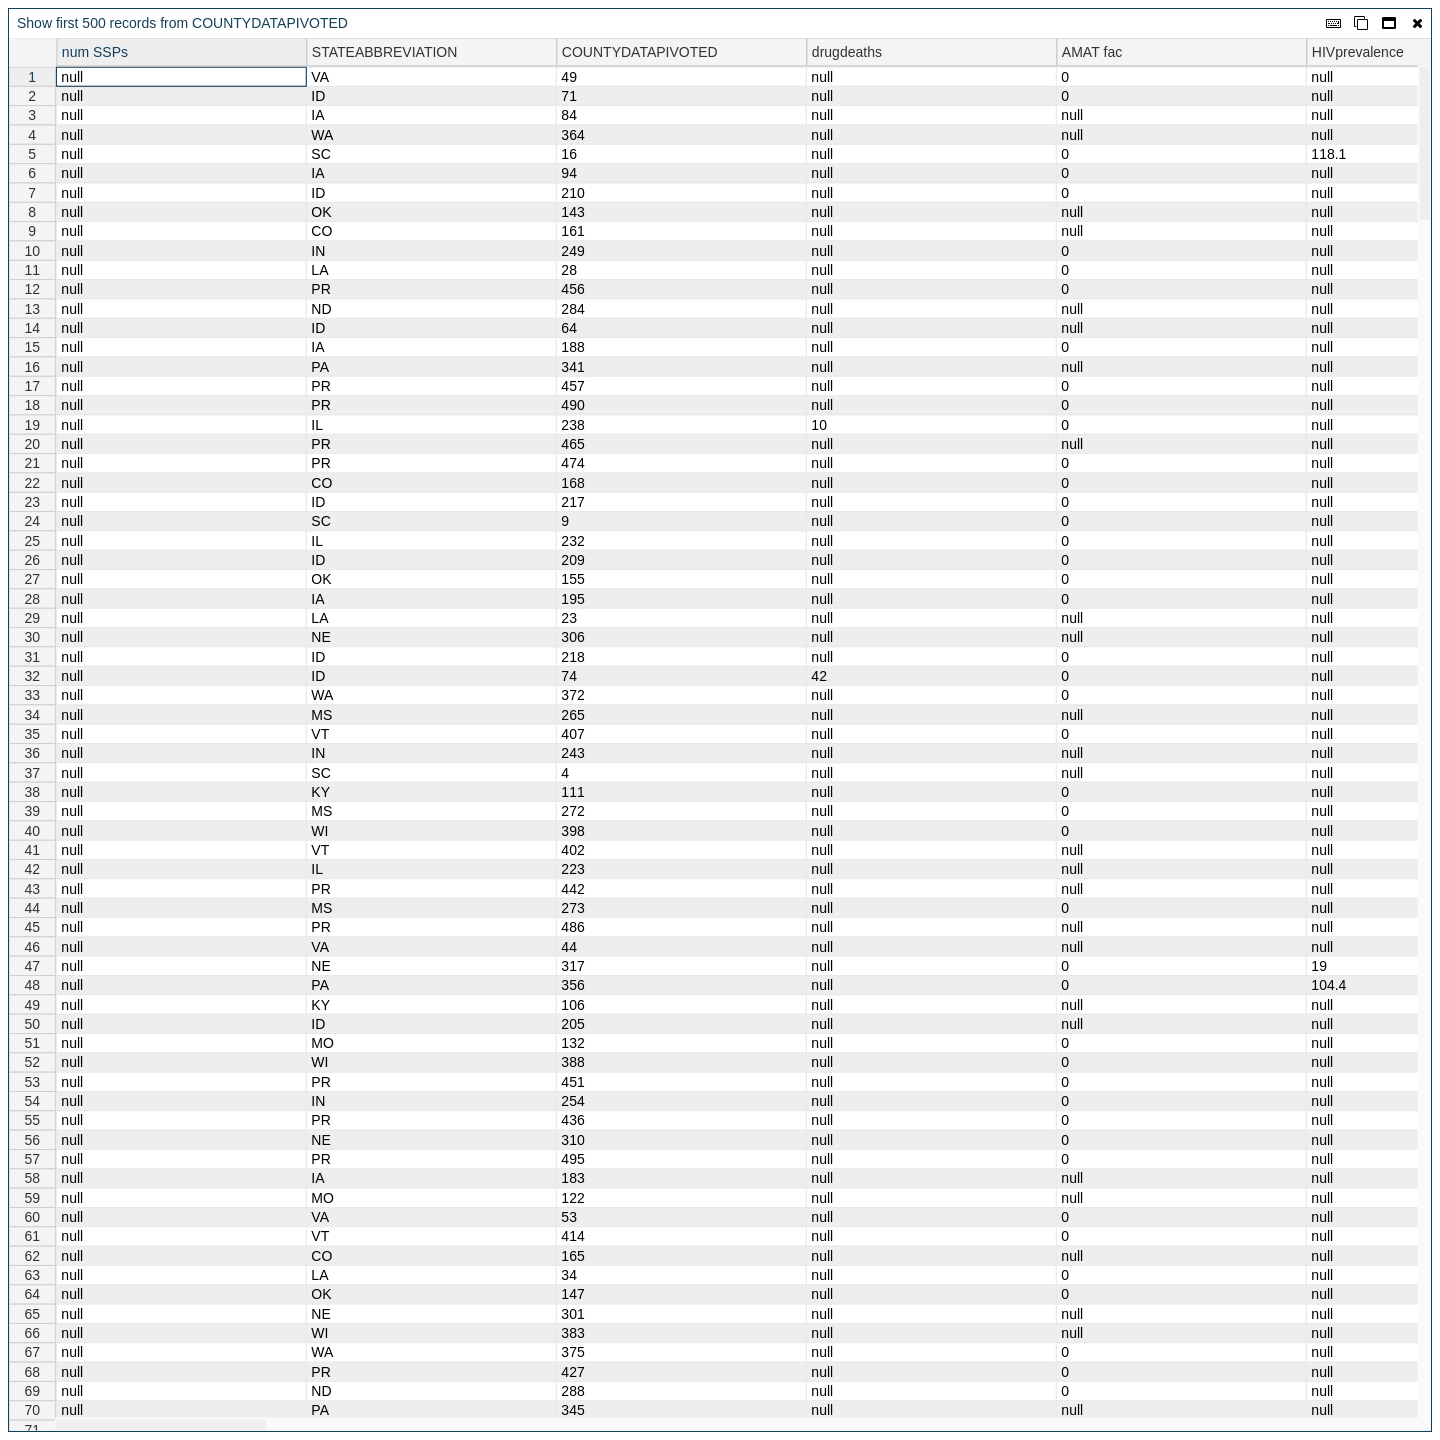 Show first 500 records from COUNTYDATAPIVOTED
num SSPs STATEABBREVIATION COUNTYDATAPIVOTED drugdeaths AMAT fac HIVprevalence
1 null VA 49 null 0 null
2 null ID 71 null 0 null
3 null IA 84 null null null
4 null WA 364 null null null
5 null SC 16 null 0 118.1
6 null IA 94 null 0 null
7 null ID 210 null 0 null
8 null OK 143 null null null
9 null CO 161 null null null
10 null IN 249 null 0 null
11 null LA 28 null 0 null
12 null PR 456 null 0 null
13 null ND 284 null null null
14 null ID 64 null null null
15 null IA 188 null 0 null
16 null PA 341 null null null
17 null PR 457 null 0 null
18 null PR 490 null 0 null
19 null IL 238 10 0 null
20 null PR 465 null null null
21 null PR 474 null 0 null
22 null CO 168 null 0 null
23 null ID 217 null 0 null
24 null SC 9 null 0 null
25 null IL 232 null 0 null
26 null ID 209 null 0 null
27 null OK 155 null 0 null
28 null IA 195 null 0 null
29 null LA 23 null null null
30 null NE 306 null null null
31 null ID 218 null 0 null
32 null ID 74 42 0 null
33 null WA 372 null 0 null
34 null MS 265 null null null
35 null VT 407 null 0 null
36 null IN 243 null null null
37 null SC 4 null null null
38 null KY 111 null 0 null
39 null MS 272 null 0 null
40 null WI 398 null 0 null
41 null VT 402 null null null
42 null IL 223 null null null
43 null PR 442 null null null
44 null MS 273 null 0 null
45 null PR 486 null null null
46 null VA 44 null null null
47 null NE 317 null 0 19
48 null PA 356 null 0 104.4
49 null KY 106 null null null
50 null ID 205 null null null
51 null MO 132 null 0 null
52 null WI 388 null 0 null
53 null PR 451 null 0 null
54 null IN 254 null 0 null
55 null PR 436 null 0 null
56 null NE 310 null 0 null
57 null PR 495 null 0 null
58 null IA 183 null null null
59 null MO 122 null null null
60 null VA 53 null 0 null
61 null VT 414 null 0 null
62 null CO 165 null null null
63 null LA 34 null 0 null
64 null OK 147 null 0 null
65 null NE 301 null null null
66 null WI 383 null null null
67 null WA 375 null 0 null
68 null PR 427 null 0 null
69 null ND 288 null 0 null
70 null PA 345 null null null
71